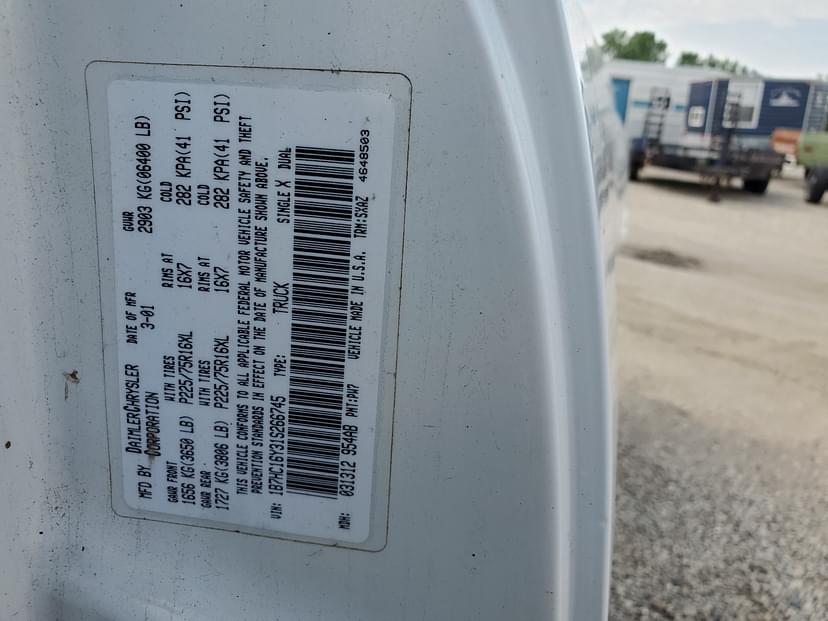 MFD BY DAIMLERCHRYSLER CORPORATION
DATE OF MFR 3-01
GVWR 2903 KG(06400 LB)
GAWR FRONT WITH TIRES RIMS AT COLD
1656 KG(3650 LB) P225/75R16XL 16X7 282 KPA(41 PSI)
GAWR REAR WITH TIRES RIMS AT COLD
1727 KG(3806 LB) P225/75R16XL 16X7 282 KPA(41 PSI)
THIS VEHICLE CONFORMS TO ALL APPLICABLE FEDERAL MOTOR VEHICLE SAFETY AND THEFT
PREVENTION STANDARDS IN EFFECT ON THE DATE OF MANUFACTURE SHOWN ABOVE.
VIN: 1B7HC16Y31S266745 TYPE: TRUCK SINGLE X DUAL
MDH: 031312 954AB PNT:PW7 VEHICLE MADE IN U.S.A. TRM:SXAZ 4648503